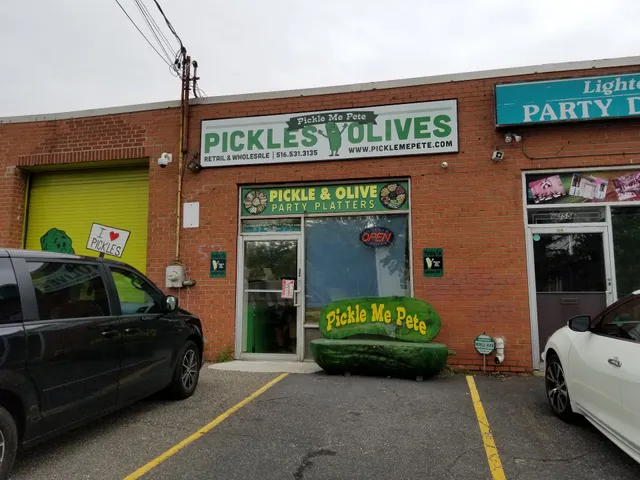 Pickle Me Pete
PICKLES OLIVES
RETAIL & WHOLESALE | 516.531.3135
WWW.PICKLEMEPETE.COM
PICKLE & OLIVE
PARTY PLATTERS
OPEN
I ♥
PICKLES
Pickle Me Pete
PARTY